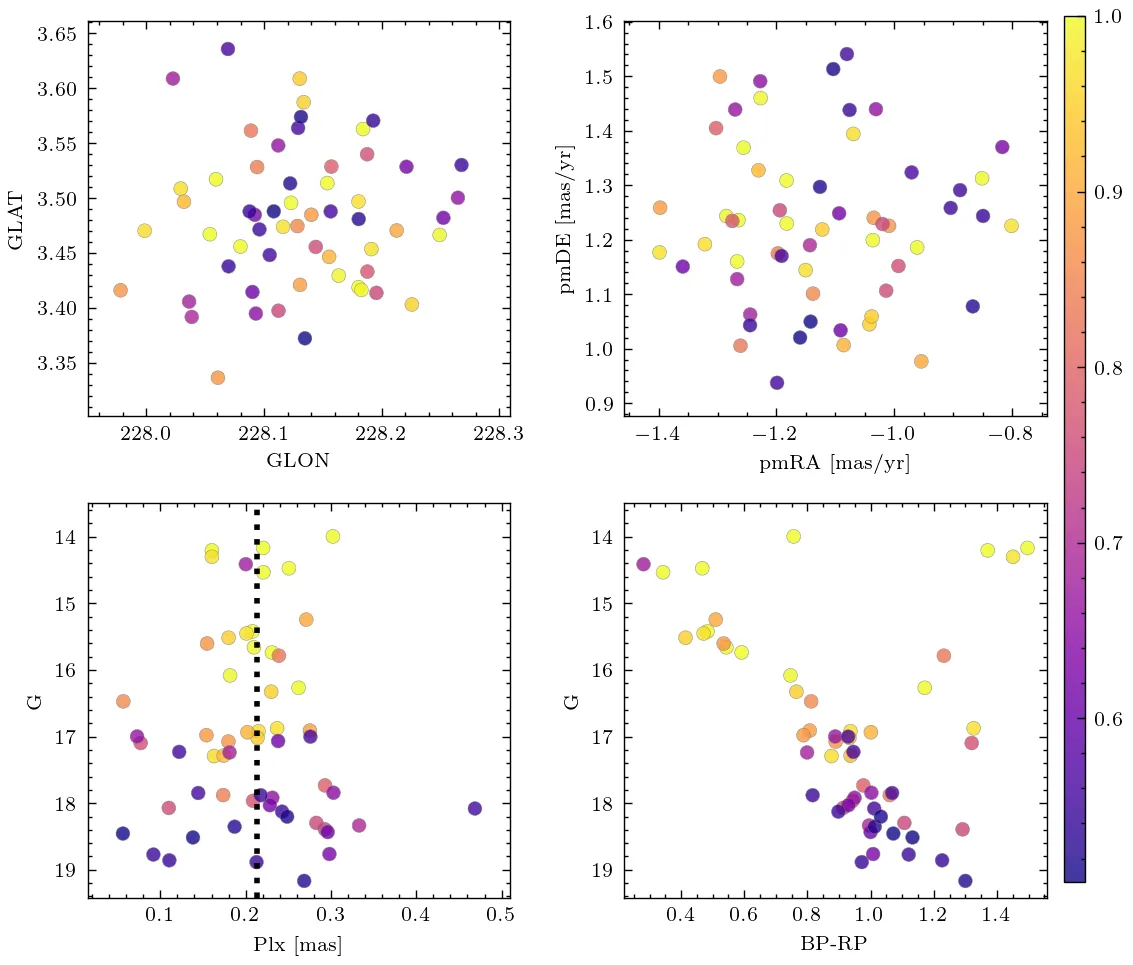 3.65
3.60
3.55
3.50
3.45
3.40
3.35
GLAT
228.0 228.1 228.2 228.3
GLON
1.6
1.5
1.4
1.3
1.2
1.1
1.0
0.9
pmDE [mas/yr]
−1.4 −1.2 −1.0 −0.8
pmRA [mas/yr]
1.0
0.9
0.8
0.7
0.6
14
15
16
17
18
19
G
0.1 0.2 0.3 0.4 0.5
Plx [mas]
14
15
16
17
18
19
G
0.4 0.6 0.8 1.0 1.2 1.4
BP-RP